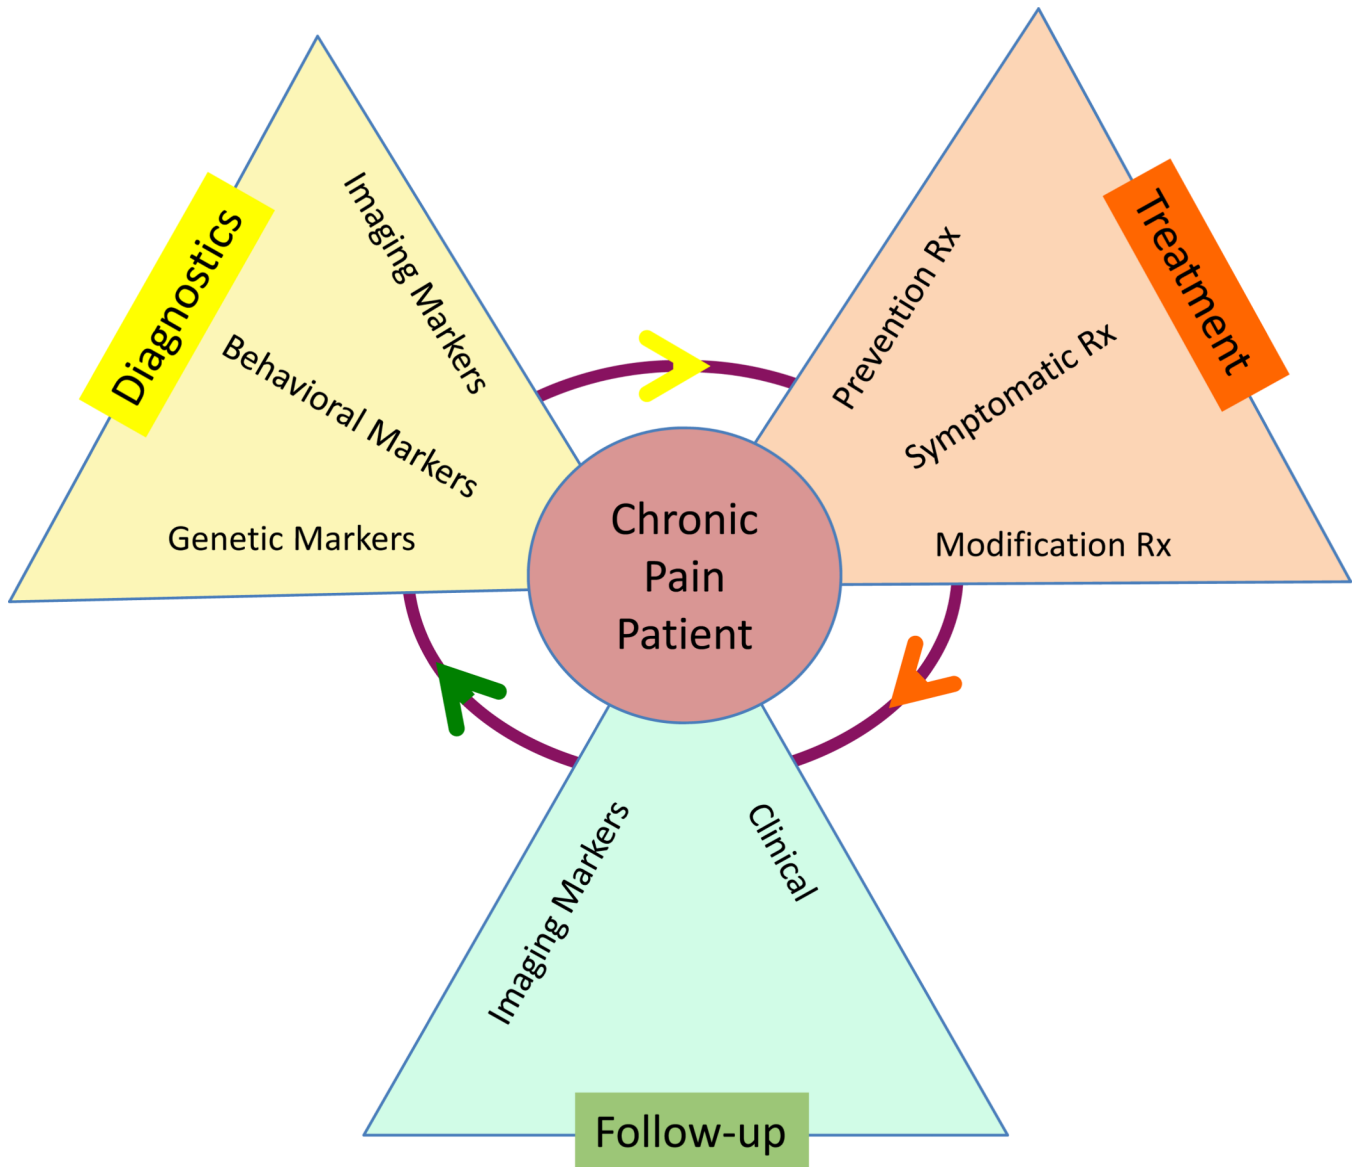 Diagnostics
Imaging Markers
Behavioral Markers
Genetic Markers
Treatment
Prevention Rx
Symptomatic Rx
Modification Rx
Chronic
Pain
Patient
Imaging Markers
Clinical
Follow-up